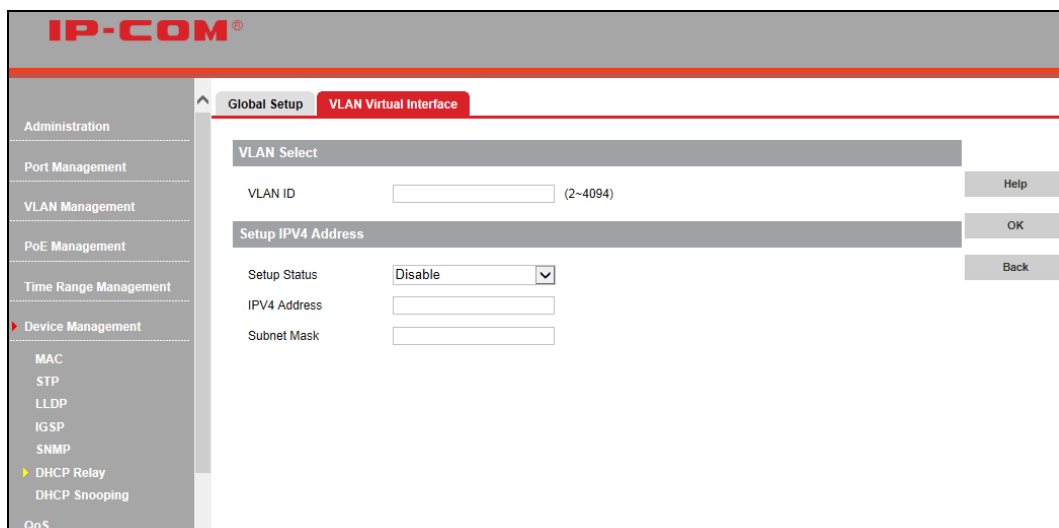 IP-COM®
Administration
Port Management
VLAN Management
PoE Management
Time Range Management
Device Management
MAC
STP
LLDP
IGSP
SNMP
DHCP Relay
DHCP Snooping
QoS
Global Setup
VLAN Virtual Interface
VLAN Select
VLAN ID (2~4094)
Setup IPV4 Address
Setup Status Disable
IPV4 Address
Subnet Mask
Help
OK
Back